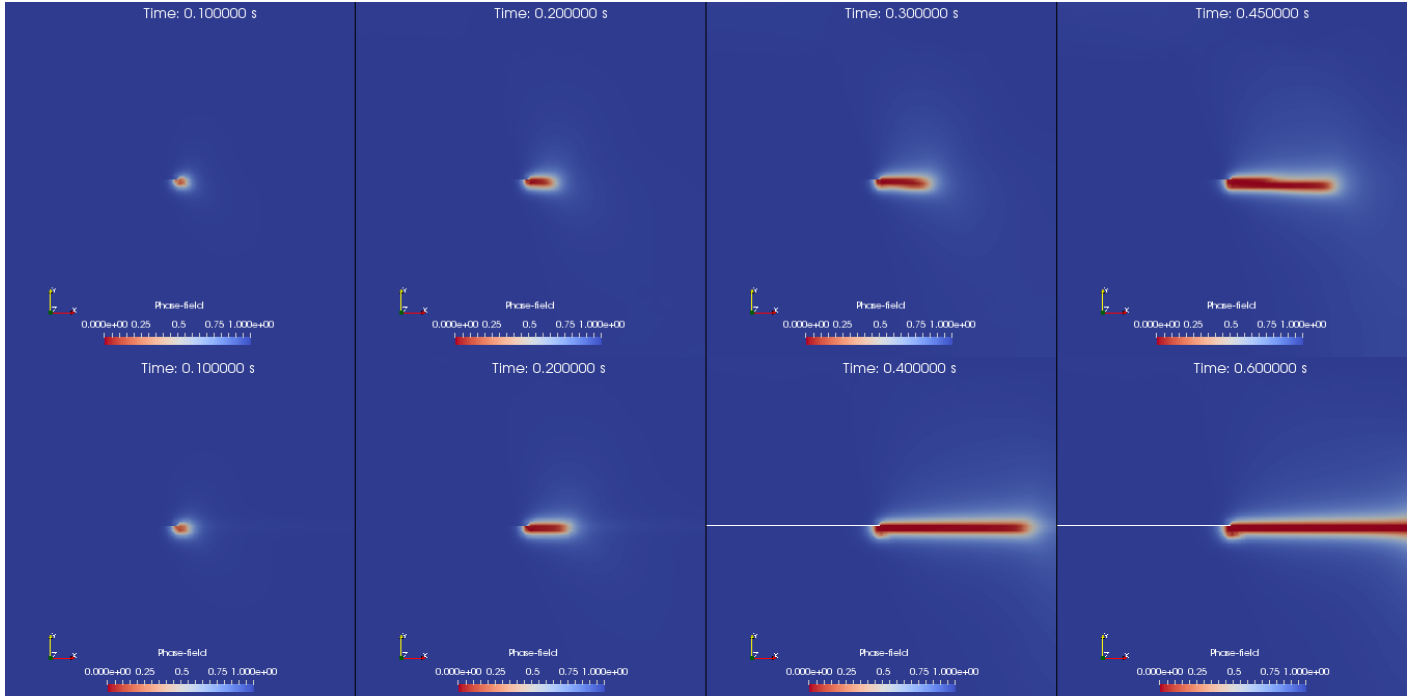 Time: 0.100000 s
Y
Z X
Phase-field
0.000e+00 0.25 0.5 0.75 1.000e+00
Time: 0.200000 s
Y
Z X
Phase-field
0.000e+00 0.25 0.5 0.75 1.000e+00
Time: 0.300000 s
Y
Z X
Phase-field
0.000e+00 0.25 0.5 0.75 1.000e+00
Time: 0.450000 s
Y
Z X
Phase-field
0.000e+00 0.25 0.5 0.75 1.000e+00
Time: 0.100000 s
Y
Z X
Phase-field
0.000e+00 0.25 0.5 0.75 1.000e+00
Time: 0.200000 s
Y
Z X
Phase-field
0.000e+00 0.25 0.5 0.75 1.000e+00
Time: 0.400000 s
Y
Z X
Phase-field
0.000e+00 0.25 0.5 0.75 1.000e+00
Time: 0.600000 s
Y
Z X
Phase-field
0.000e+00 0.25 0.5 0.75 1.000e+00